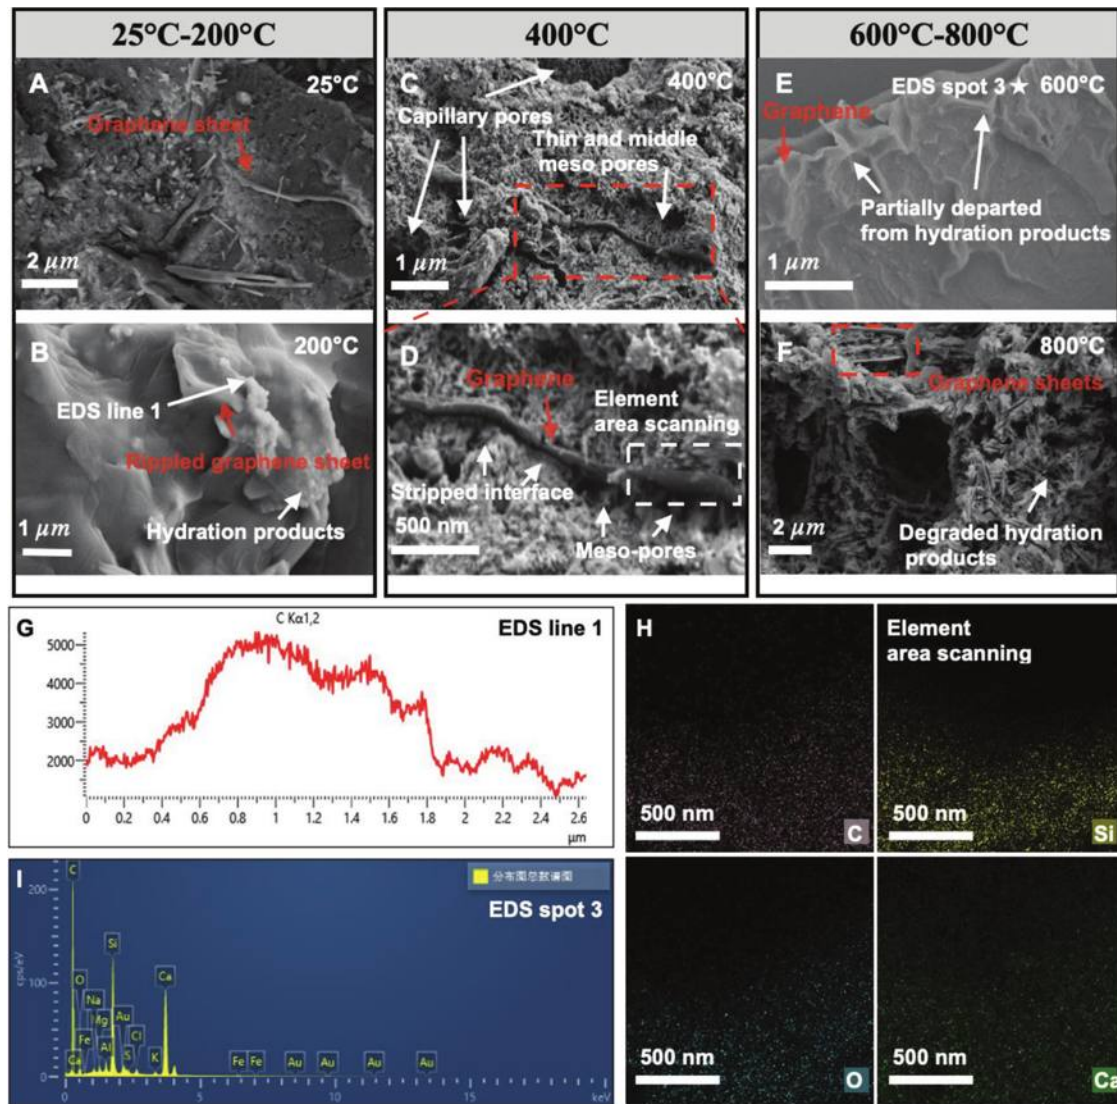 25°C-200°C
400°C
600°C-800°C
A
25°C
Graphene sheet
2 μm
B
200°C
EDS line 1
Rippled graphene sheet
Hydration products
1 μm
C
400°C
Capillary pores
Thin and middle
meso pores
1 μm
D
Graphene
Element
area scanning
Stripped interface
500 nm
Meso-pores
E
EDS spot 3★ 600°C
Graphene
Partially departed
from hydration products
1 μm
F
800°C
Graphene sheets
Degraded hydration
products
2 μm
G
C Kα1,2
EDS line 1
5000
4000
3000
2000
0 0.2 0.4 0.6 0.8 1 1.2 1.4 1.6 1.8 2 2.2 2.4 2.6
μm
H
500 nm
C
Element
area scanning
500 nm
Si
500 nm
O
500 nm
Ca
I
分布图总数谱图
EDS spot 3
cps/eV
200
100
0
C
O
Na
Mg
Fe
Ca
Al
Si
Au
S
Cl
K
Ca
Fe
Fe
Au
Au
Au
Au
0 5 10 15 keV